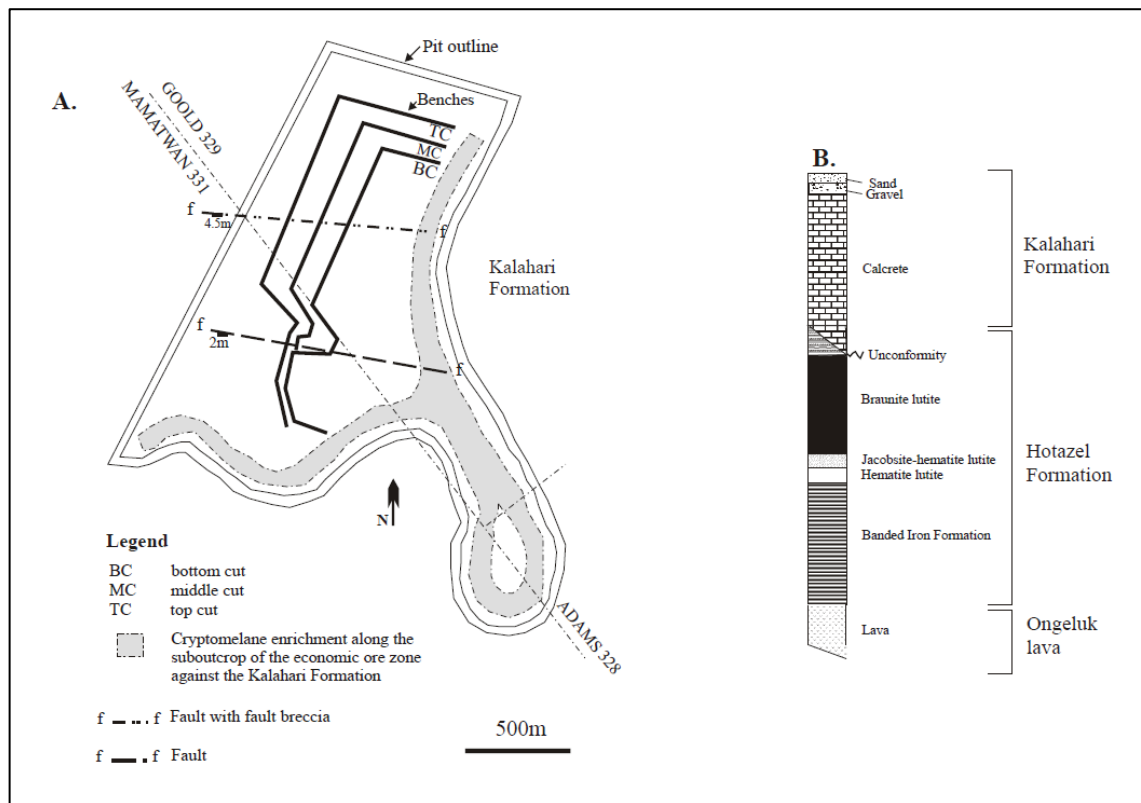 A.
Pit outline
Benches
GOOLD 329
MAMATWAN 331
TC
MC
BC
f
4.5m
f
Kalahari
Formation
f
2m
f
N
ADAMS 328
Legend
BC bottom cut
MC middle cut
TC top cut
Cryptomelane enrichment along the
suboutcrop of the economic ore zone
against the Kalahari Formation
f f Fault with fault breccia
f f Fault
500m
B.
Sand
Gravel
Calcrete
Kalahari
Formation
Unconformity
Braunite lutite
Jacobsite-hematite lutite
Hematite lutite
Hotazel
Formation
Banded Iron Formation
Lava
Ongeluk
lava